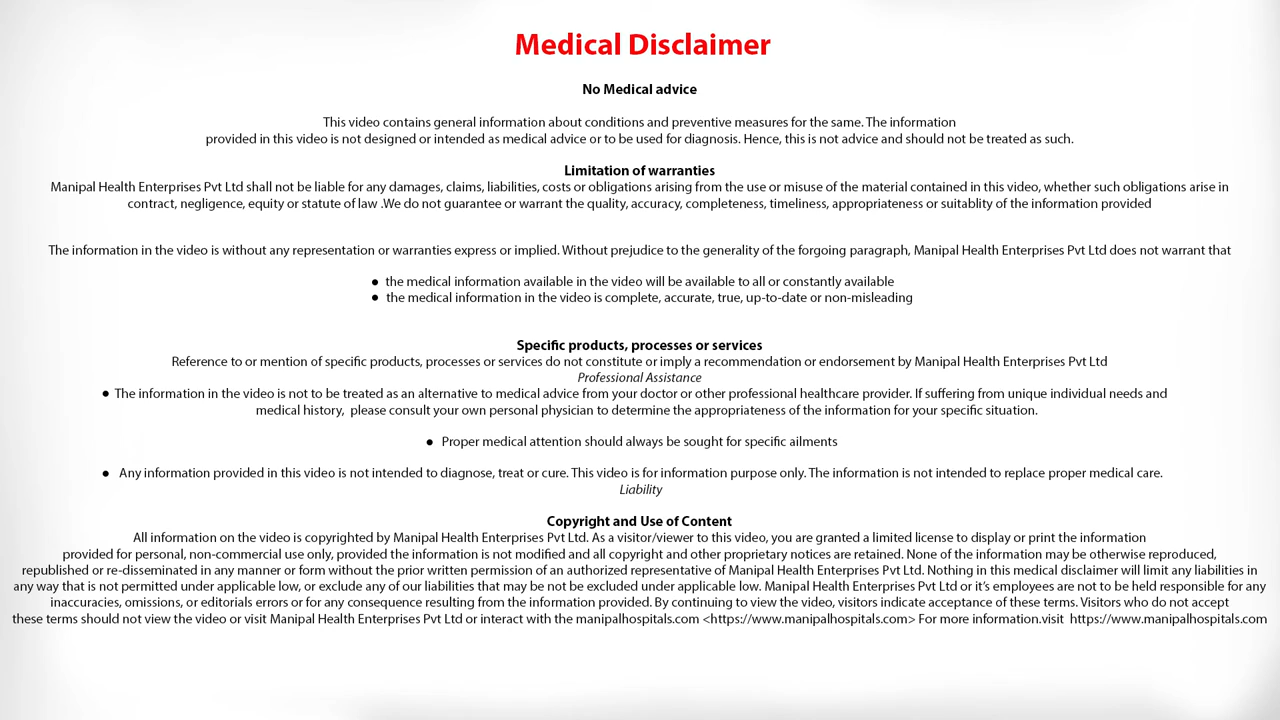 Medical Disclaimer
No Medical advice
This video contains general information about conditions and preventive measures for the same. The information
provided in this video is not designed or intended as medical advice or to be used for diagnosis. Hence, this is not advice and should not be treated as such.
Limitation of warranties
Manipal Health Enterprises Pvt Ltd shall not be liable for any damages, claims, liabilities, costs or obligations arising from the use or misuse of the material contained in this video, whether such obligations arise in
contract, negligence, equity or statute of law .We do not guarantee or warrant the quality, accuracy, completeness, timeliness, appropriateness or suitablity of the information provided
The information in the video is without any representation or warranties express or implied. Without prejudice to the generality of the forgoing paragraph, Manipal Health Enterprises Pvt Ltd does not warrant that
● the medical information available in the video will be available to all or constantly available
● the medical information in the video is complete, accurate, true, up-to-date or non-misleading
Specific products, processes or services
Reference to or mention of specific products, processes or services do not constitute or imply a recommendation or endorsement by Manipal Health Enterprises Pvt Ltd
Professional Assistance
● The information in the video is not to be treated as an alternative to medical advice from your doctor or other professional healthcare provider. If suffering from unique individual needs and
medical history, please consult your own personal physician to determine the appropriateness of the information for your specific situation.
● Proper medical attention should always be sought for specific ailments
● Any information provided in this video is not intended to diagnose, treat or cure. This video is for information purpose only. The information is not intended to replace proper medical care.
Liability
Copyright and Use of Content
All information on the video is copyrighted by Manipal Health Enterprises Pvt Ltd. As a visitor/viewer to this video, you are granted a limited license to display or print the information
provided for personal, non-commercial use only, provided the information is not modified and all copyright and other proprietary notices are retained. None of the information may be otherwise reproduced,
republished or re-disseminated in any manner or form without the prior written permission of an authorized representative of Manipal Health Enterprises Pvt Ltd. Nothing in this medical disclaimer will limit any liabilities in
any way that is not permitted under applicable low, or exclude any of our liabilities that may be not be excluded under applicable low. Manipal Health Enterprises Pvt Ltd or it's employees are not to be held responsible for any
inaccuracies, omissions, or editorials errors or for any consequence resulting from the information provided. By continuing to view the video, visitors indicate acceptance of these terms. Visitors who do not accept
these terms should not view the video or visit Manipal Health Enterprises Pvt Ltd or interact with the manipalhospitals.com <https://www.manipalhospitals.com> For more information.visit https://www.manipalhospitals.com